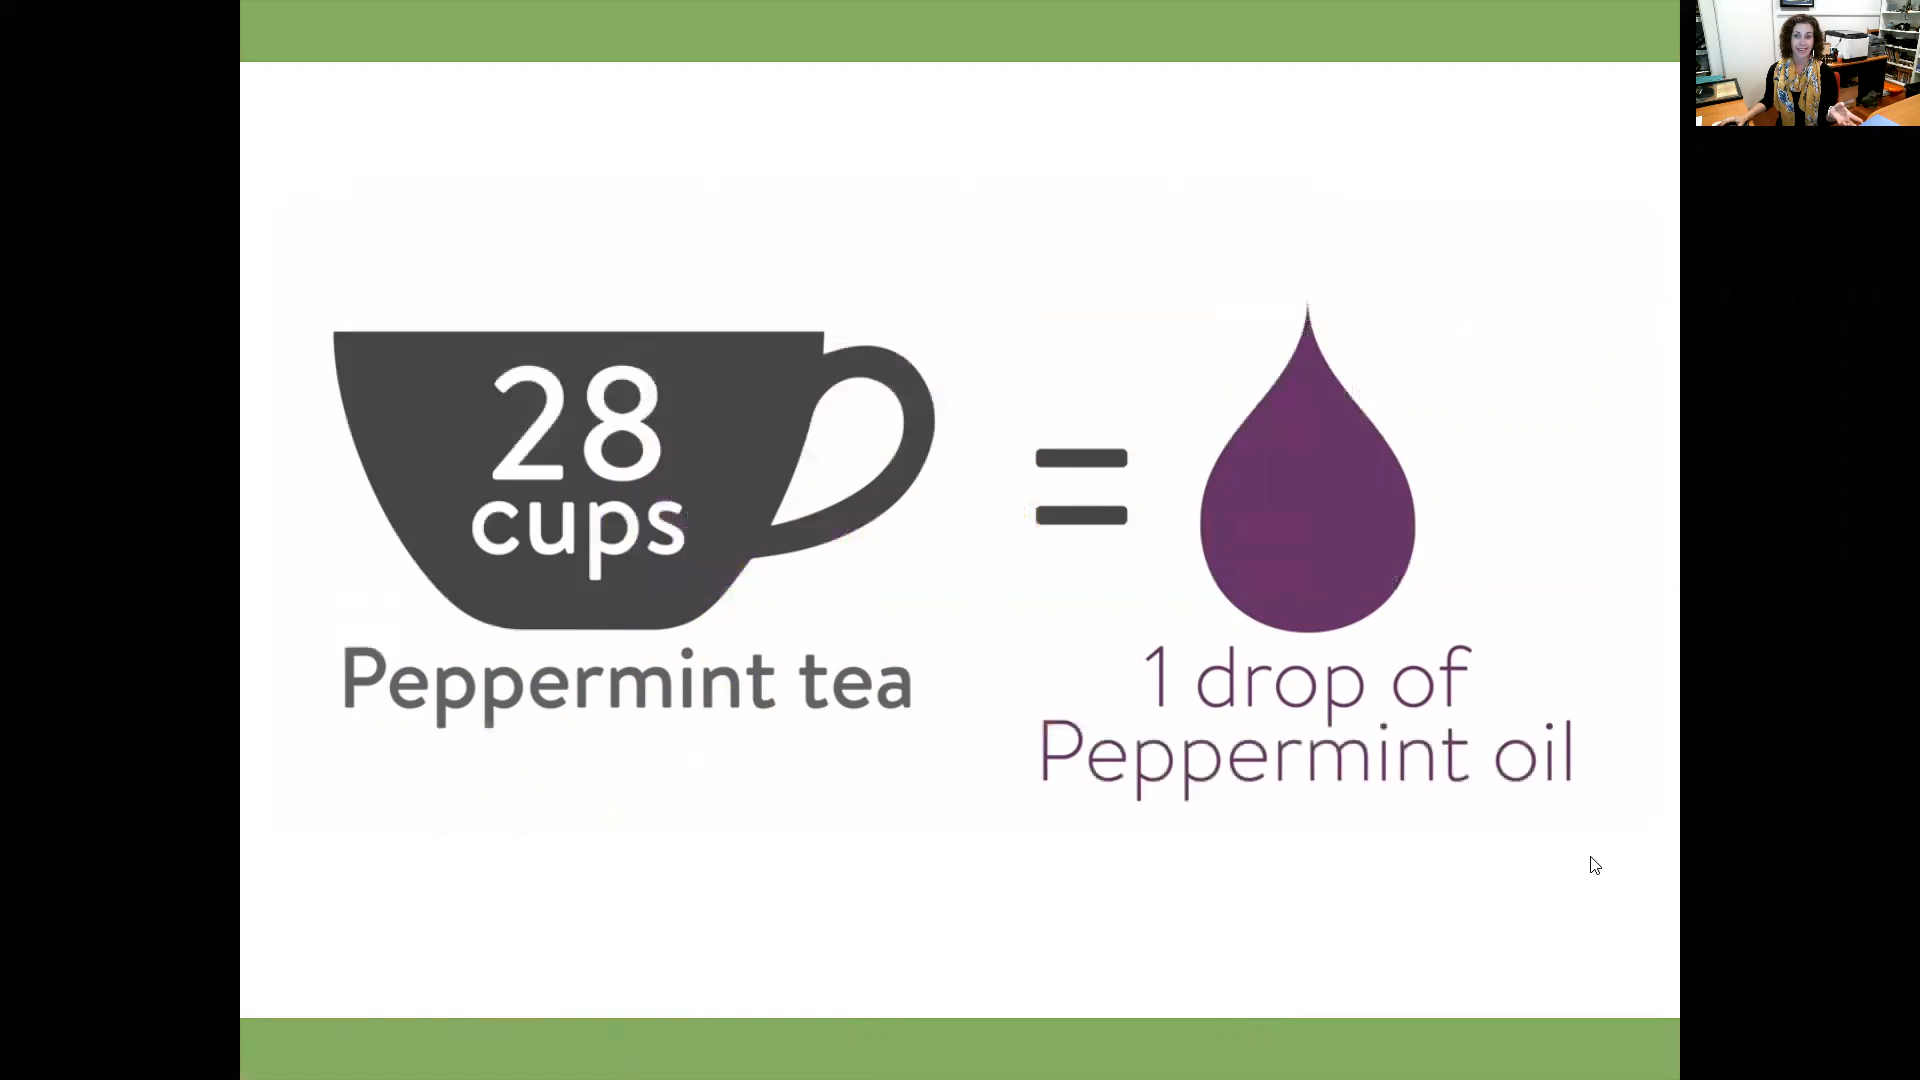 28
cups
Peppermint tea
=
1 drop of
Peppermint oil